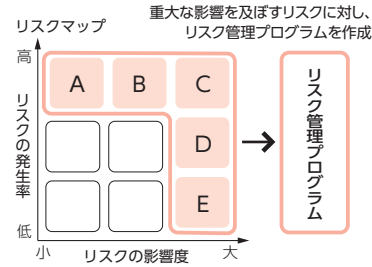 リスクマップ
重大な影響を及ぼすリスクに対し、
リスク管理プログラムを作成
高
リスクの発生率
低
A
B
C
D
E
小
リスクの影響度
大
リスク管理プログラム